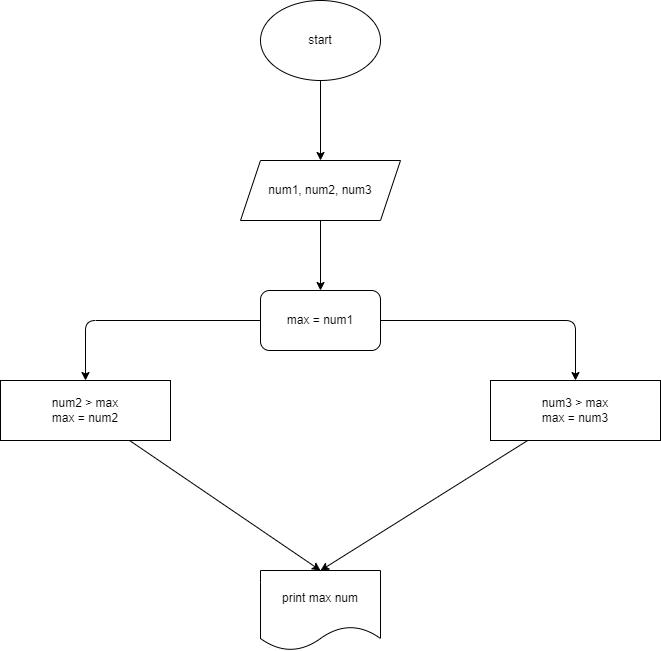 start
num1, num2, num3
max = num1
num2 > max
max = num2
num3 > max
max = num3
print max num